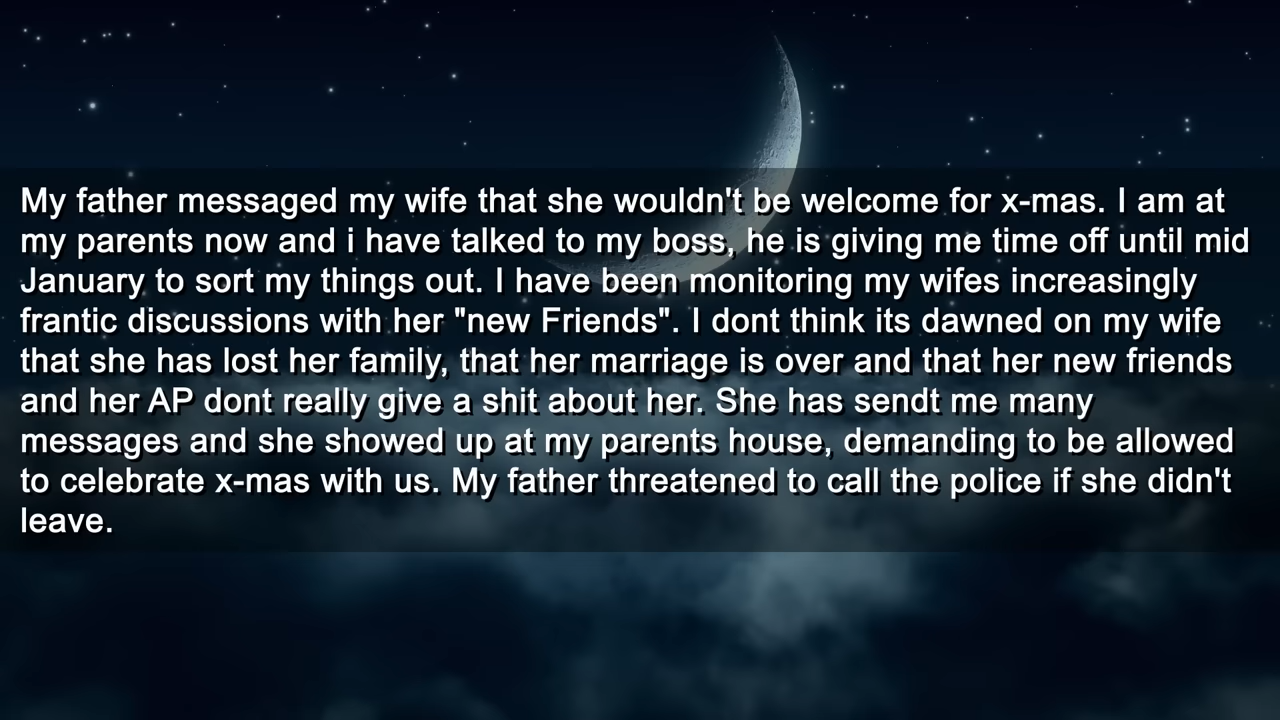 My father messaged my wife that she wouldn't be welcome for x-mas. I am at
my parents now and i have talked to my boss, he is giving me time off until mid
January to sort my things out. I have been monitoring my wifes increasingly
frantic discussions with her "new Friends". I dont think its dawned on my wife
that she has lost her family, that her marriage is over and that her new friends
and her AP dont really give a shit about her. She has sendt me many
messages and she showed up at my parents house, demanding to be allowed
to celebrate x-mas with us. My father threatened to call the police if she didn't
leave.